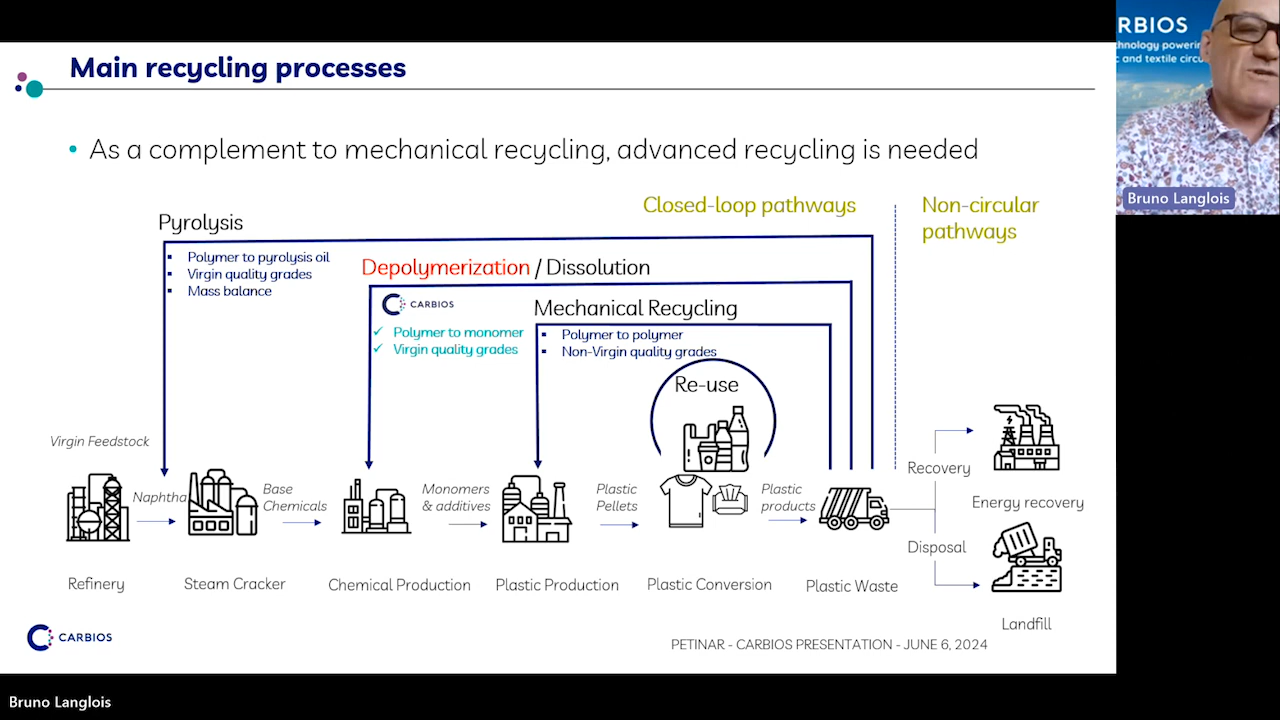 Main recycling processes
• As a complement to mechanical recycling, advanced recycling is needed
Closed-loop pathways
Non-circular
pathways
Pyrolysis
▪ Polymer to pyrolysis oil
▪ Virgin quality grades
▪ Mass balance
Depolymerization / Dissolution
CARBIOS
✓ Polymer to monomer
✓ Virgin quality grades
Mechanical Recycling
▪ Polymer to polymer
▪ Non-Virgin quality grades
Re-use
Virgin Feedstock
Naphtha
Base
Chemicals
Monomers
& additives
Plastic
Pellets
Plastic
products
Recovery
Energy recovery
Disposal
Refinery
Steam Cracker
Chemical Production
Plastic Production
Plastic Conversion
Plastic Waste
Landfill
CARBIOS
PETINAR - CARBIOS PRESENTATION - JUNE 6, 2024
RBIOS
and textile
Bruno Langlois
Bruno Langlois